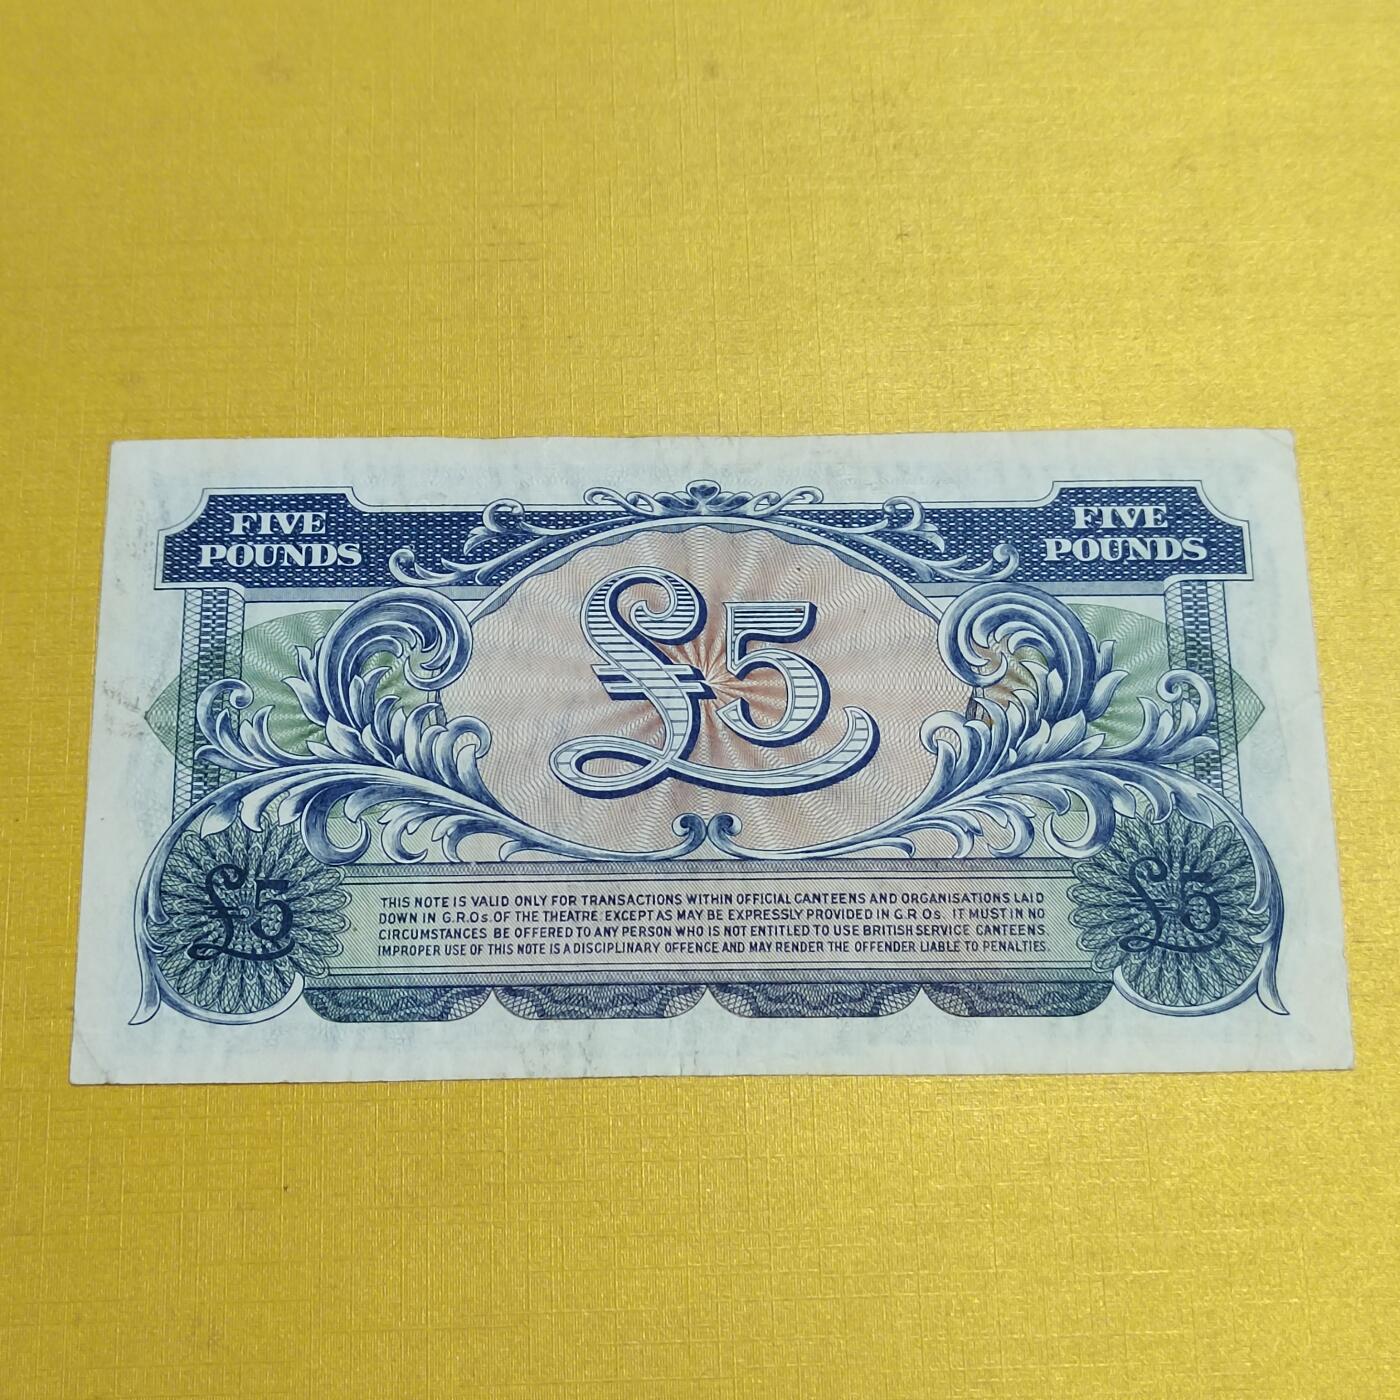 FIVE
POUNDS
FIVE
POUNDS
£5
THIS NOTE IS VALID ONLY FOR TRANSACTIONS WITHIN OFFICIAL CANTEENS AND ORGANISATIONS LAID
DOWN IN G.R.Os. OF THE THEATRE EXCEPT AS MAY BE EXPRESSLY PROVIDED IN G.R.Os. IT MUST IN NO
CIRCUMSTANCES BE OFFERED TO ANY PERSON WHO IS NOT ENTITLED TO USE BRITISH SERVICE CANTEENS.
IMPROPER USE OF THIS NOTE IS A DISCIPLINARY OFFENCE AND MAY RENDER THE OFFENDER LIABLE TO PENALTIES.
£5
£5